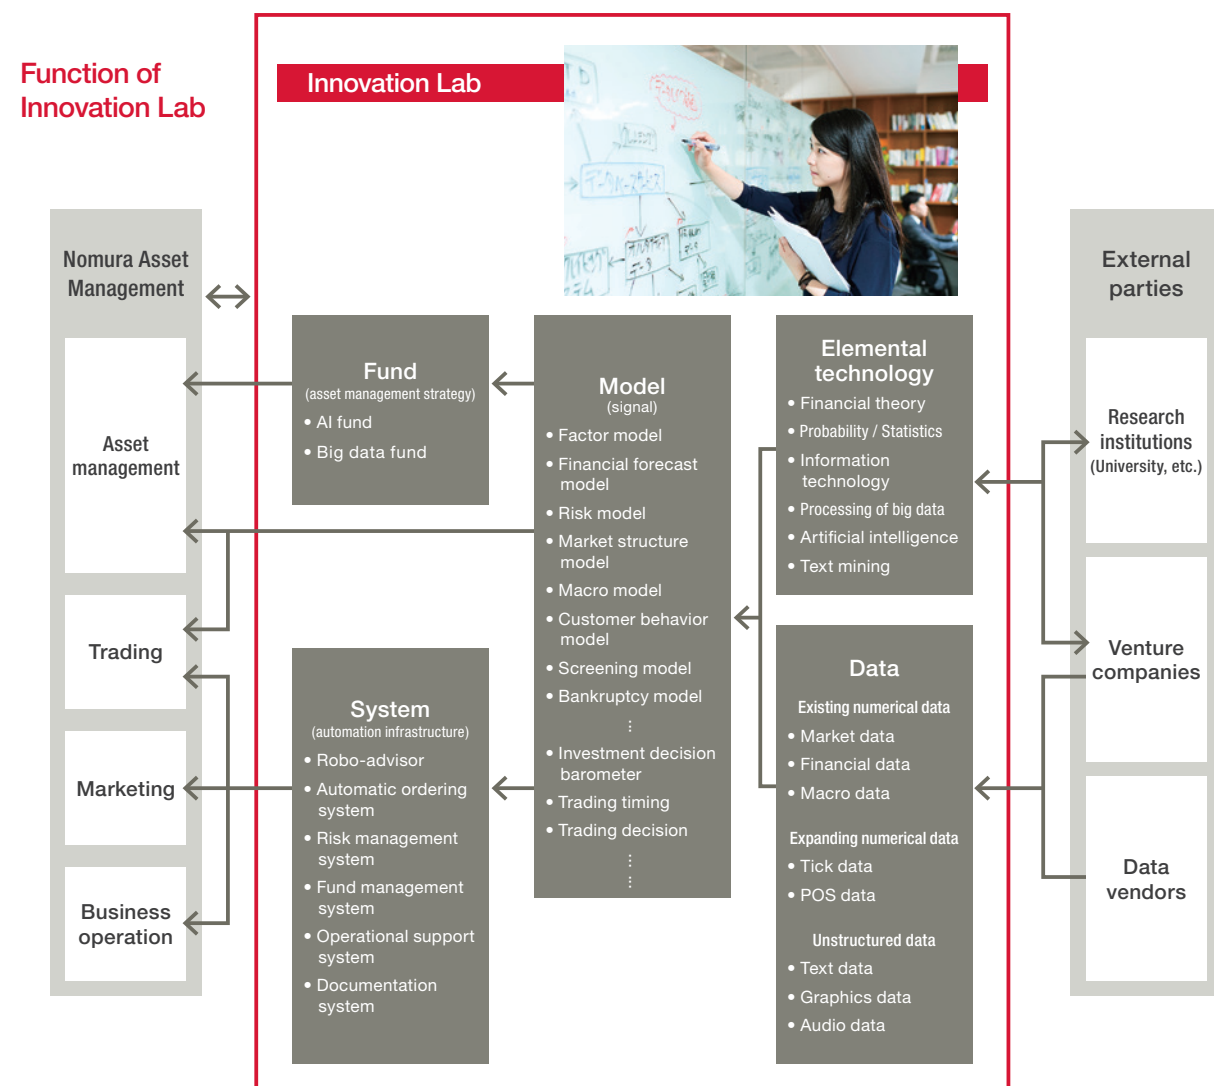 Function of
Innovation Lab
Innovation Lab
Nomura Asset
Management
Asset
management
Trading
Marketing
Business
operation
Fund
(asset management strategy)
• AI fund
• Big data fund
System
(automation infrastructure)
• Robo-advisor
• Automatic ordering
system
• Risk management
system
• Fund management
system
• Operational support
system
• Documentation
system
Model
(signal)
• Factor model
• Financial forecast
model
• Risk model
• Market structure
model
• Macro model
• Customer behavior
model
• Screening model
• Bankruptcy model
⋮
• Investment decision
barometer
• Trading timing
• Trading decision
⋮
⋮
Elemental
technology
• Financial theory
• Probability / Statistics
• Information
technology
• Processing of big data
• Artificial intelligence
• Text mining
Data
Existing numerical data
• Market data
• Financial data
• Macro data
Expanding numerical data
• Tick data
• POS data
Unstructured data
• Text data
• Graphics data
• Audio data
External
parties
Research
institutions
(University, etc.)
Venture
companies
Data
vendors